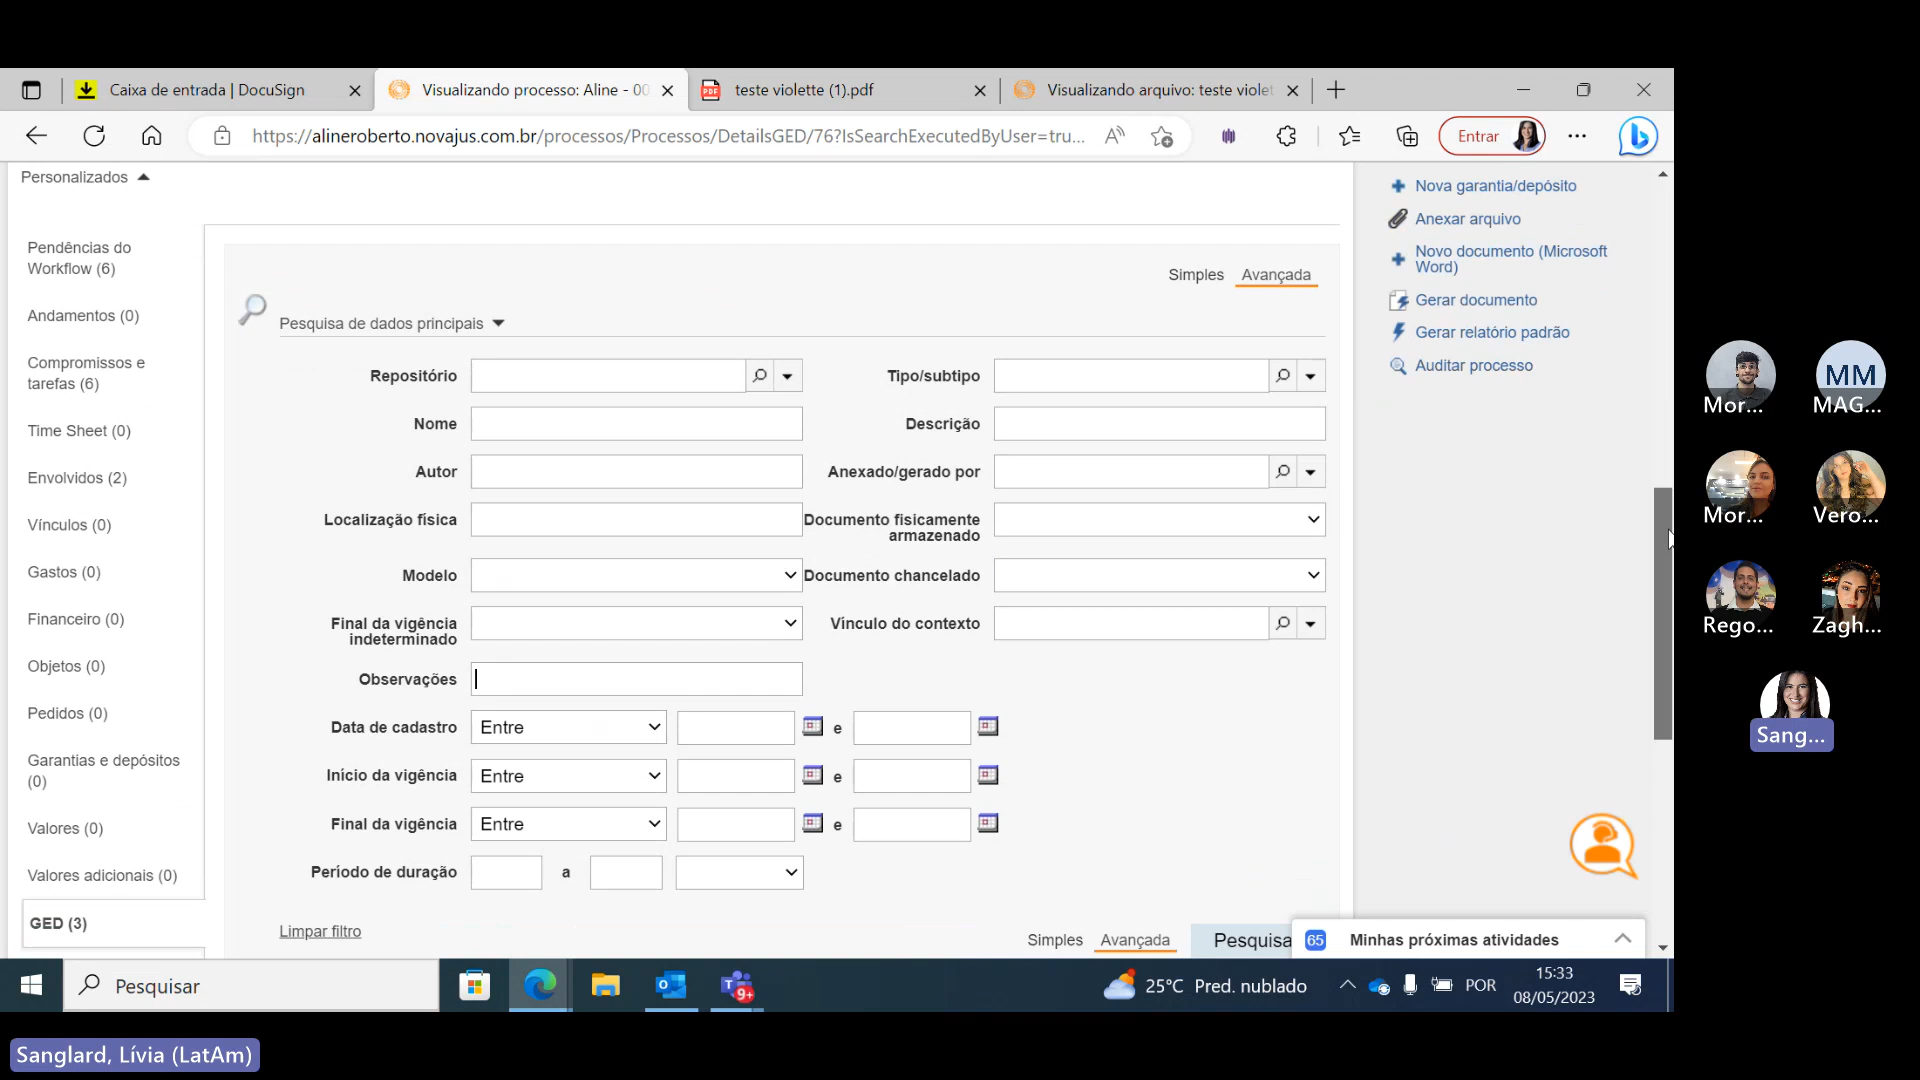 Caixa de entrada | DocuSign
Visualizando processo: Aline - 00
teste violette (1).pdf
Visualizando arquivo: teste violet
https://alineroberto.novajus.com.br/processos/Processos/DetailsGED/76?IsSearchExecutedByUser=tru...
Entrar
Personalizados
Pendências do
Workflow (6)
Andamentos (0)
Compromissos e
tarefas (6)
Time Sheet (0)
Envolvidos (2)
Vínculos (0)
Gastos (0)
Financeiro (0)
Objetos (0)
Pedidos (0)
Garantias e depósitos
(0)
Valores (0)
Valores adicionais (0)
GED (3)
Simples Avançada
Pesquisa de dados principais
Repositório
Tipo/subtipo
Nome
Descrição
Autor
Anexado/gerado por
Localização física
Documento fisicamente
armazenado
Modelo
Documento chancelado
Final da vigência
indeterminado
Vínculo do contexto
Observações
Data de cadastro Entre e
Início da vigência Entre e
Final da vigência Entre e
Período de duração a
Limpar filtro
Simples Avançada Pesquisa
Nova garantia/depósito
Anexar arquivo
Novo documento (Microsoft
Word)
Gerar documento
Gerar relatório padrão
Auditar processo
65 Minhas próximas atividades
Pesquisar
9+
25°C Pred. nublado
POR
15:33
08/05/2023
Mor...
MM
MAG...
Mor...
Vero...
Rego...
Zagh...
Sang...
Sanglard, Lívia (LatAm)